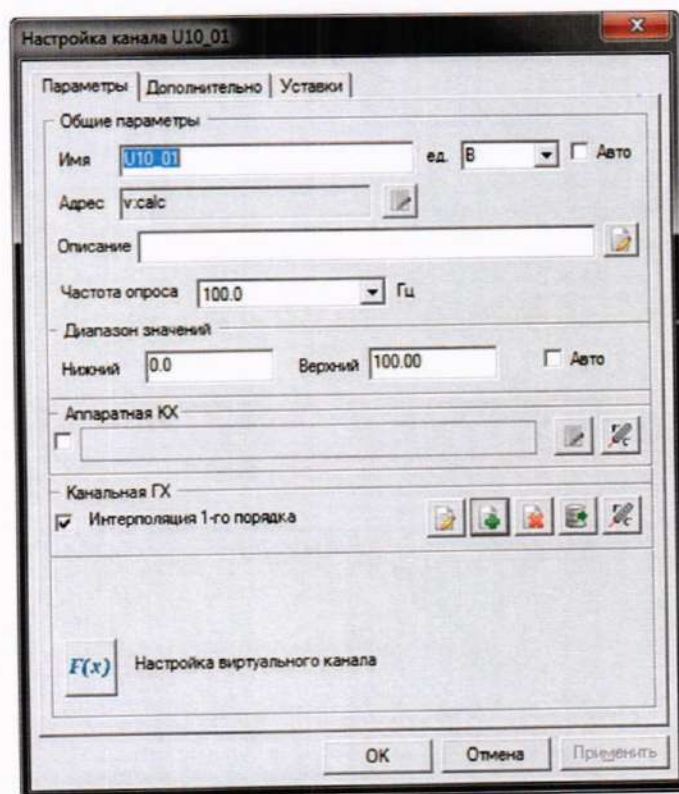 Настройка канала U10_01
Параметры Дополнительно Уставки
Общие параметры
Имя U10_01 ед. В Авто
Адрес v:calc
Описание
Частота опроса 100.0 Гц
Диапазон значений
Нижний 0.0 Верхний 100.00 Авто
Аппаратная КХ
Канальная ГХ
Интерполяция 1-го порядка
F(x) Настройка виртуального канала
ОК Отмена Применить